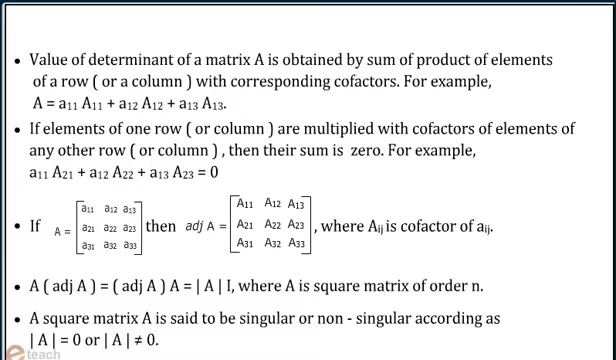 • Value of determinant of a matrix A is obtained by sum of product of elements
of a row ( or a column ) with corresponding cofactors. For example,
A = a₁₁ A₁₁ + a₁₂ A₁₂ + a₁₃ A₁₃.
• If elements of one row ( or column ) are multiplied with cofactors of elements of
any other row ( or column ) , then their sum is zero. For example,
a₁₁ A₂₁ + a₁₂ A₂₂ + a₁₃ A₂₃ = 0
• If A = [a₁₁ a₁₂ a₁₃ a₂₁ a₂₂ a₂₃ a₃₁ a₃₂ a₃₃] then adj A = [A₁₁ A₁₂ A₁₃ A₂₁ A₂₂ A₂₃ A₃₁ A₃₂ A₃₃] , where Aᵢⱼ is cofactor of aᵢⱼ.
• A ( adj A ) = ( adj A ) A = | A | I, where A is square matrix of order n.
• A square matrix A is said to be singular or non - singular according as
| A | = 0 or | A | ≠ 0.
eteach